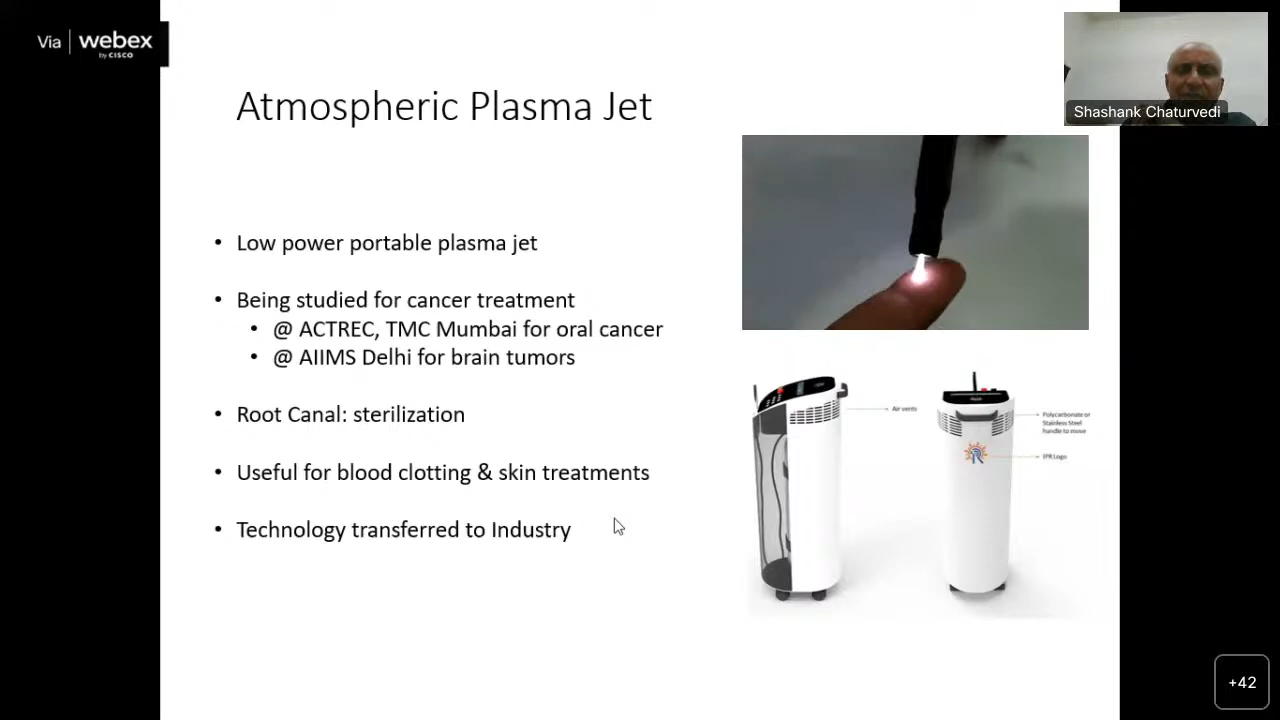 Via webex
by CISCO
Shashank Chaturvedi
Atmospheric Plasma Jet
• Low power portable plasma jet
• Being studied for cancer treatment
• @ ACTREC, TMC Mumbai for oral cancer
• @ AIIMS Delhi for brain tumors
• Root Canal: sterilization
• Useful for blood clotting & skin treatments
• Technology transferred to Industry
Air vents
Polycarbonate or
Stainless Steel
handle to move
IPR Logo
+42